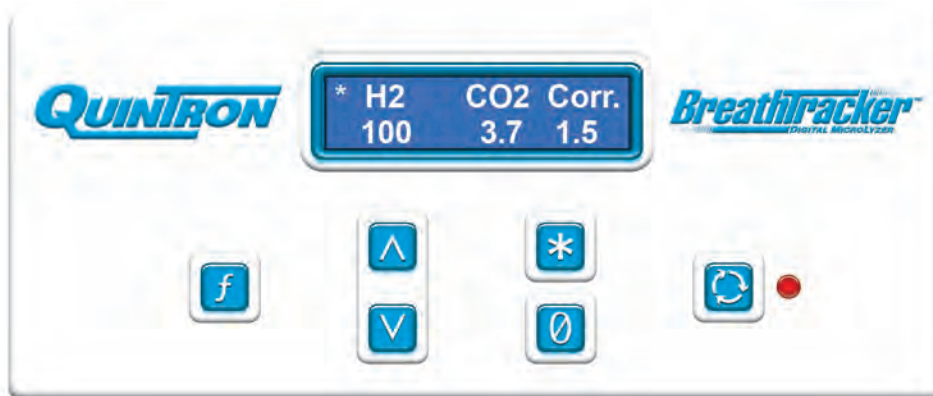 QUINTRON
* H2 CO2 Corr.
100 3.7 1.5
BreathTracker™
DIGITAL MICROLYZER
f
∧
*
∨
0